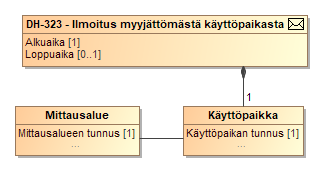 DH-323 - Ilmoitus myyjättömästä käyttöpaikasta
Alkuaika [1]
Loppuaika [0..1]
1
Mittausalue
Mittausalueen tunnus [1]
...
Käyttöpaikka
Käyttöpaikan tunnus [1]
...